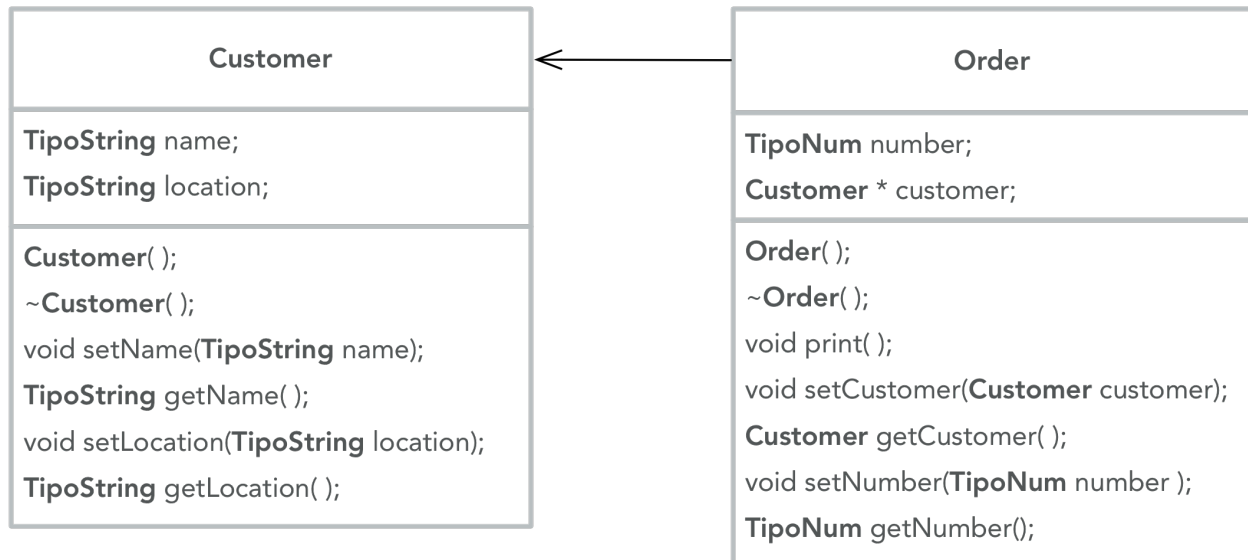 Customer
TipoString name;
TipoString location;
Customer( );
~Customer( );
void setName(TipoString name);
TipoString getName( );
void setLocation(TipoString location);
TipoString getLocation( );
Order
TipoNum number;
Customer * customer;
Order( );
~Order( );
void print( );
void setCustomer(Customer customer);
Customer getCustomer( );
void setNumber(TipoNum number );
TipoNum getNumber();